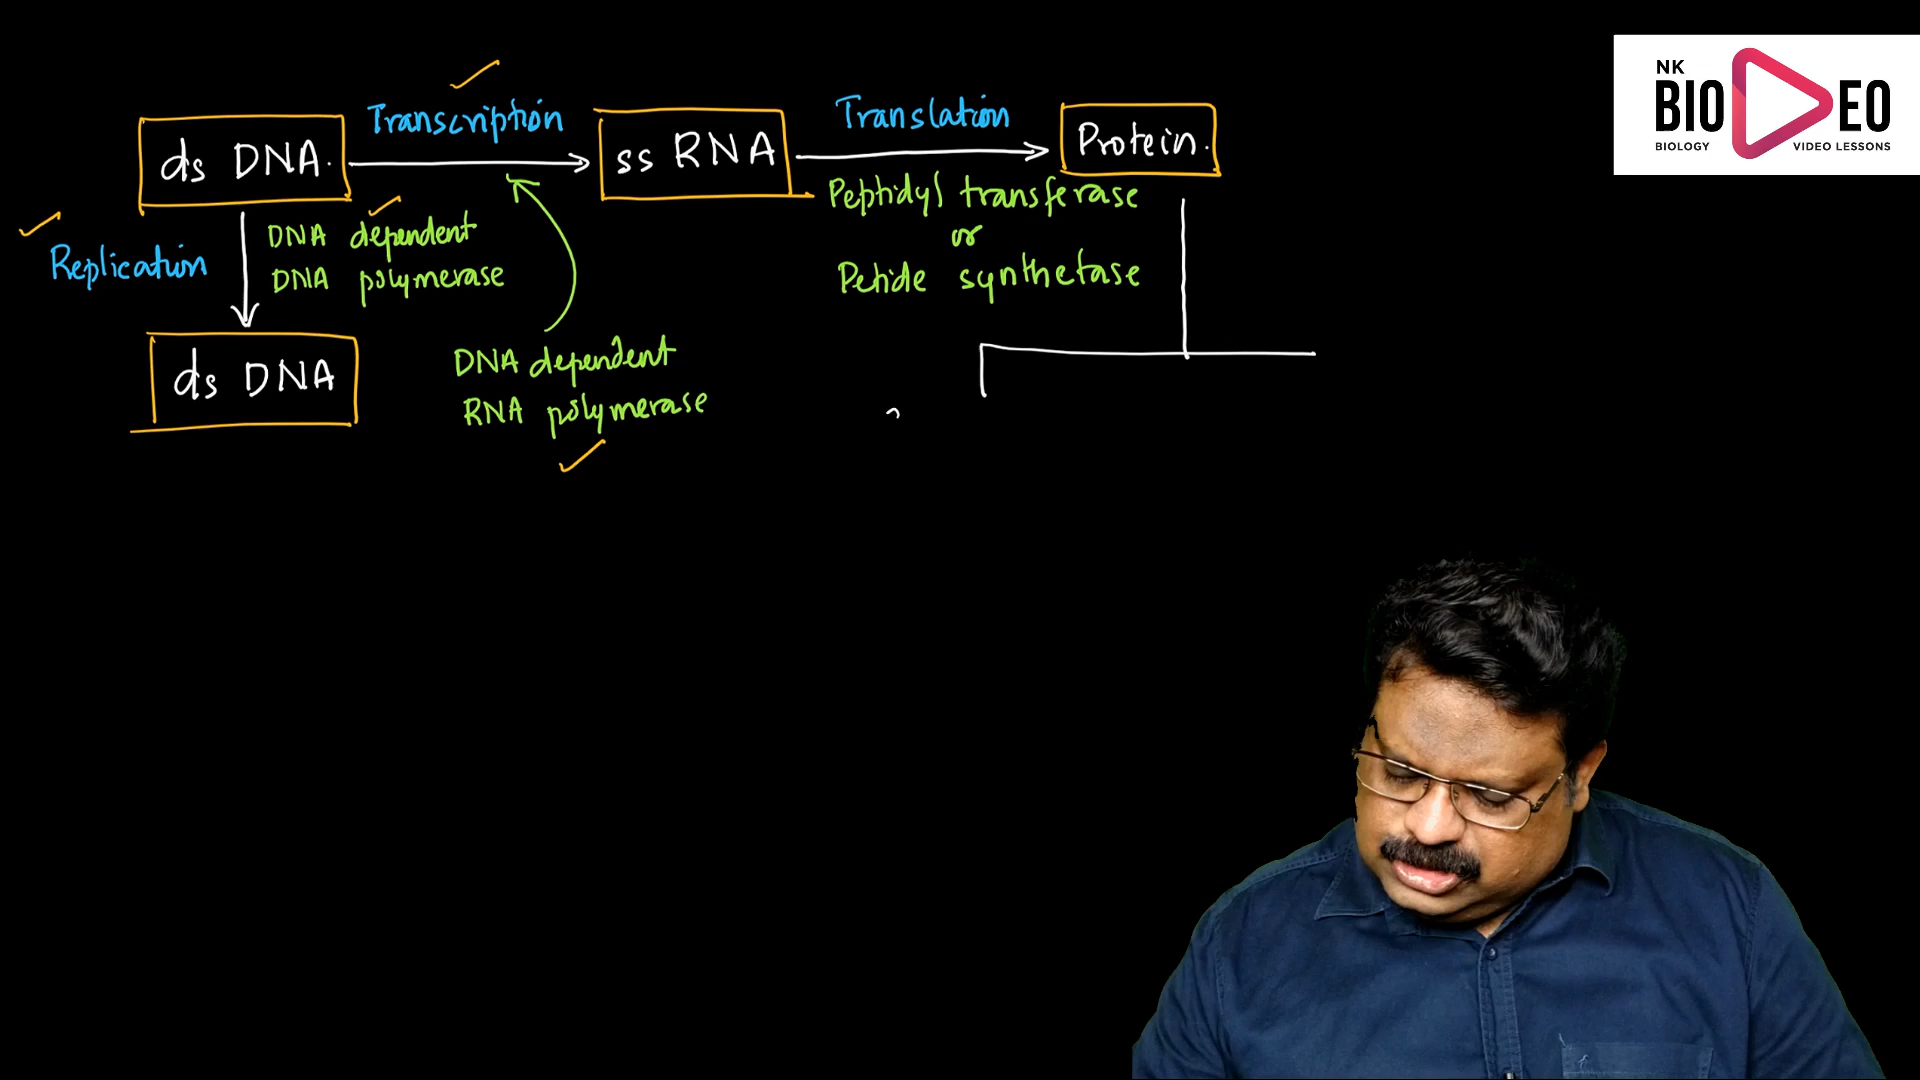 Transcription
ds DNA.
ss RNA
Translation
Protein.
Replication
DNA dependent
DNA polymerase
ds DNA
DNA dependent
RNA polymerase
Peptidyl transferase
or
Petide synthetase
NK
BIO EO
BIOLOGY VIDEO LESSONS